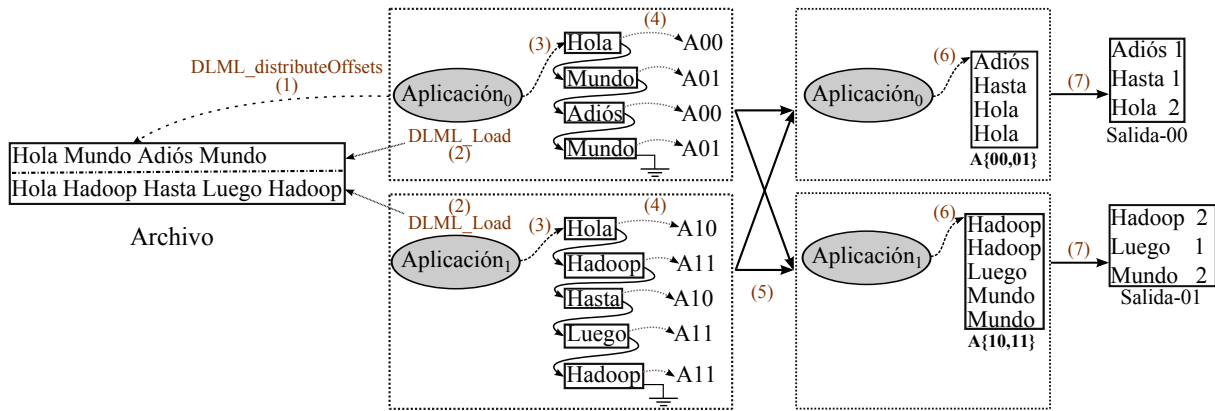 DLML_distributeOffsets
(1)
Hola Mundo Adiós Mundo
Hola Hadoop Hasta Luego Hadoop
Archivo
DLML_Load
(2)
(2)
DLML_Load
Aplicación0
(3)
(4)
Hola A00
Mundo A01
Adiós A00
Mundo A01
Aplicación1
(3)
(4)
Hola A10
Hadoop A11
Hasta A10
Luego A11
Hadoop A11
(5)
Aplicación0
(6)
Adiós
Hasta
Hola
Hola
A{00,01}
(7)
Adiós 1
Hasta 1
Hola 2
Salida-00
Aplicación1
(6)
Hadoop
Hadoop
Luego
Mundo
Mundo
A{10,11}
(7)
Hadoop 2
Luego 1
Mundo 2
Salida-01